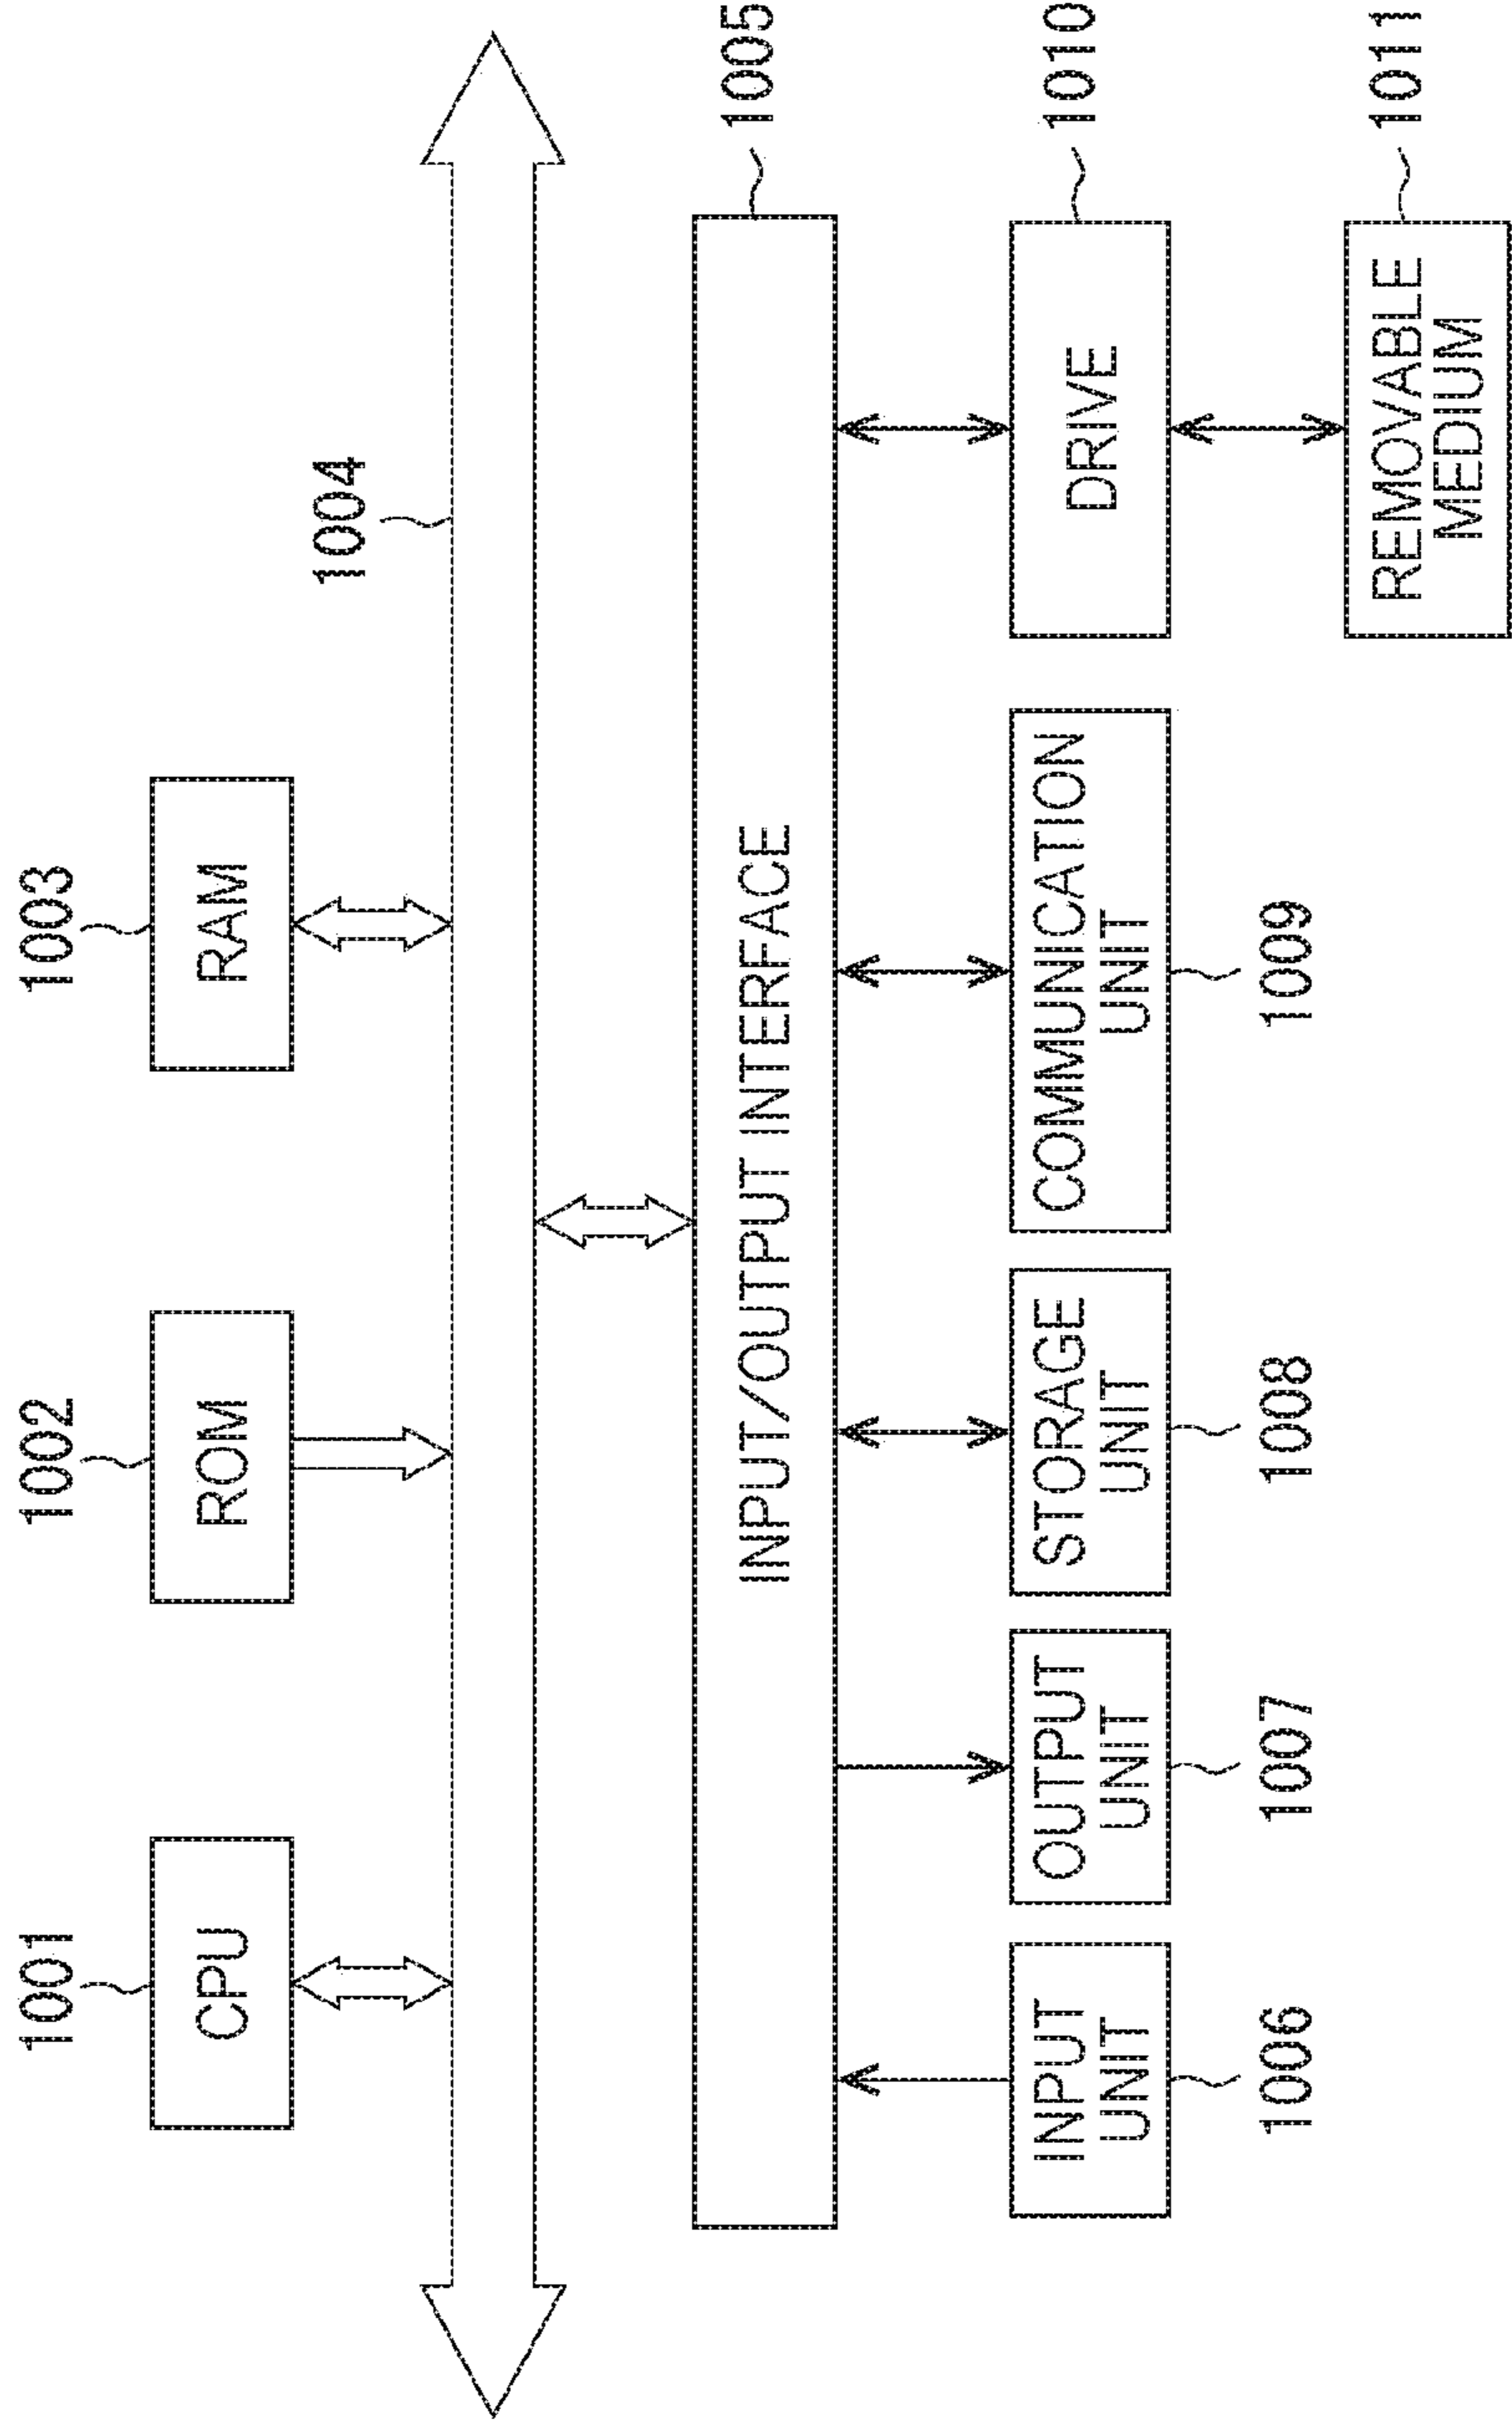 1001
1002
1003
CPU
ROM
RAM
1004
INPUT/OUTPUT INTERFACE
1005
INPUT
UNIT
OUTPUT
UNIT
STORAGE
UNIT
COMMUNICATION
UNIT
DRIVE
1010
1006
1007
1008
1009
REMOVABLE
MEDIUM
1011